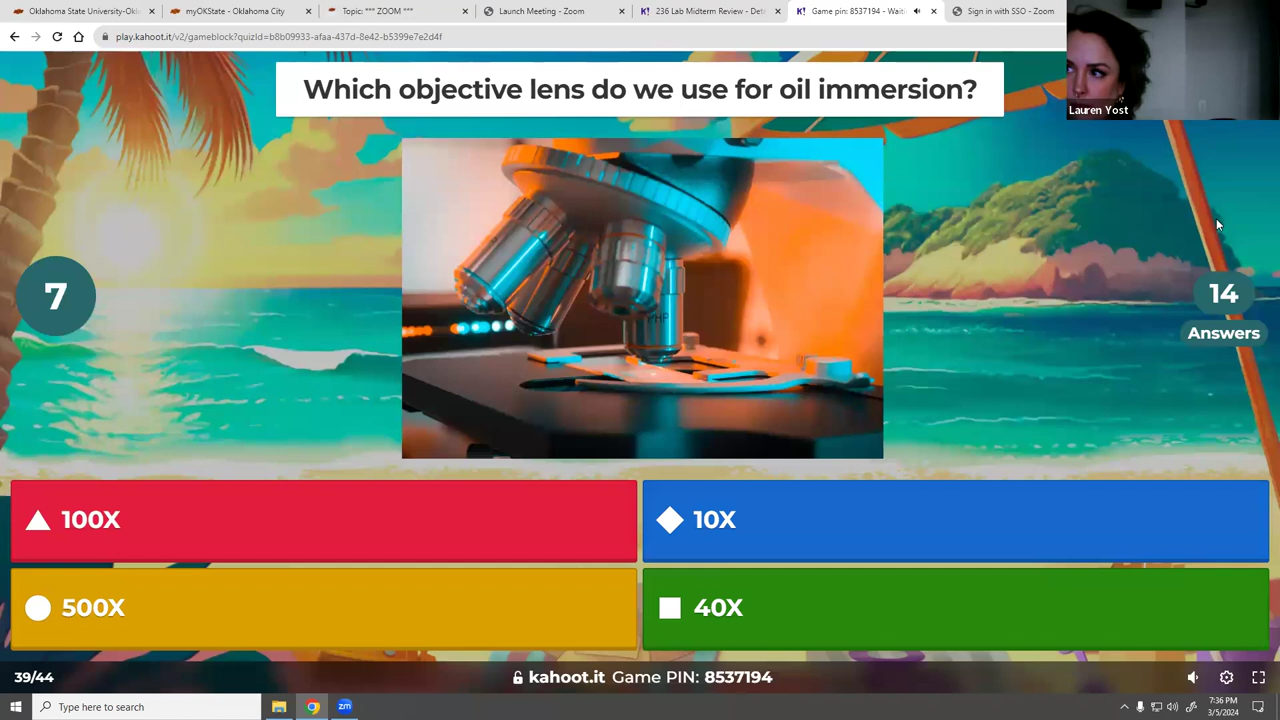 Oklahoma State University-Okl
myOKState - Oklahoma City
Topic: *** ZOOM ***
Launch Meeting - Zoom
236 Lab Midterm Review - Det
Game pin: 8537194 - Waiti
Sign in with SSO - Zoom
play.kahoot.it/v2/gameblock?quizId=b8b09933-afaa-437d-8e42-b5399e7e2d4f
Lauren Yost
Which objective lens do we use for oil immersion?
7
14
Answers
PHP
100X
10X
500X
40X
39/44
kahoot.it Game PIN: 8537194
Type here to search
zm
7:36 PM
3/5/2024